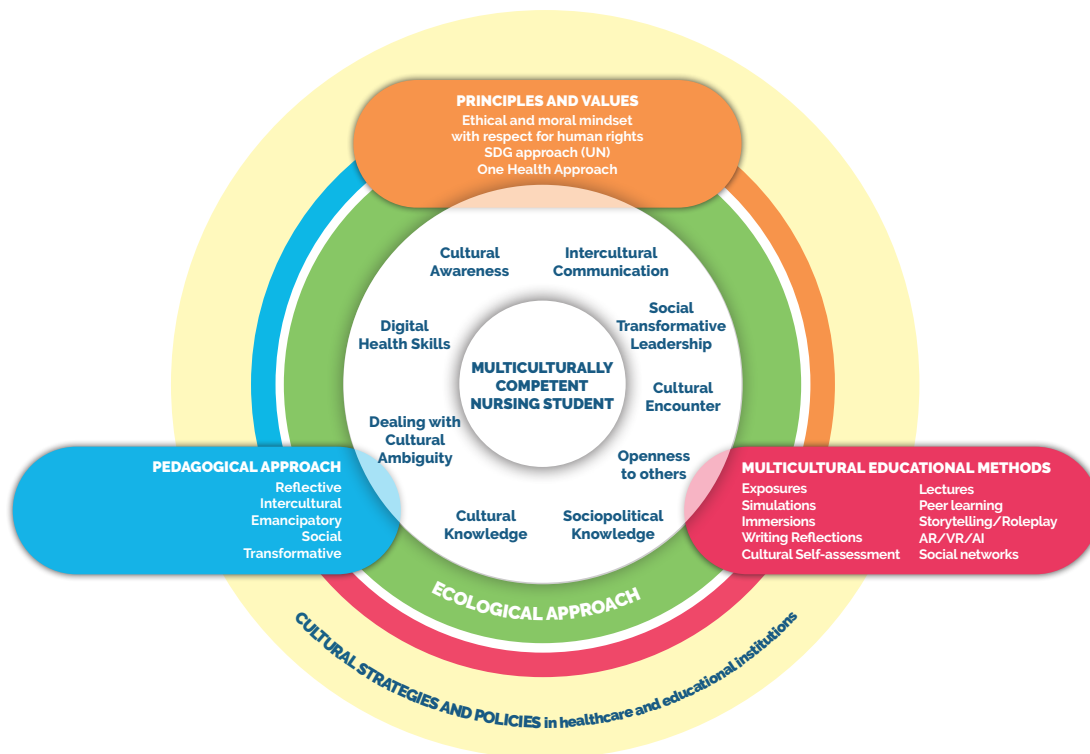 PRINCIPLES AND VALUES
Ethical and moral mindset
with respect for human rights
SDG approach (UN)
One Health Approach
Cultural
Awareness
Intercultural
Communication
Digital
Health Skills
Social
Transformative
Leadership
MULTICULTURALLY
COMPETENT
NURSING STUDENT
Cultural
Encounter
Dealing with
Cultural
Ambiguity
Openness
to others
Cultural
Knowledge
Sociopolitical
Knowledge
PEDAGOGICAL APPROACH
Reflective
Intercultural
Emancipatory
Social
Transformative
MULTICULTURAL EDUCATIONAL METHODS
Exposures
Simulations
Immersions
Writing Reflections
Cultural Self-assessment
Lectures
Peer learning
Storytelling/Roleplay
AR/VR/AI
Social networks
ECOLOGICAL APPROACH
CULTURAL STRATEGIES AND POLICIES in healthcare and educational institutions